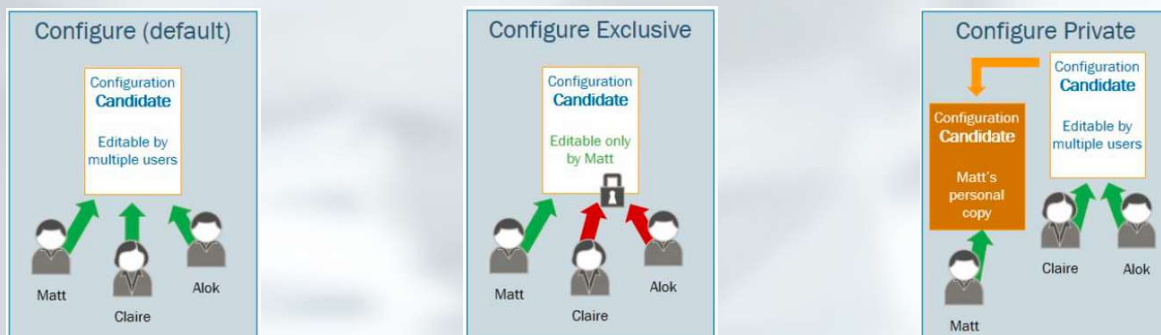 Configure (default)
Configuration
Candidate
Editable by
multiple users
Matt
Claire
Alok
Configure Exclusive
Configuration
Candidate
Editable only
by Matt
Matt
Claire
Alok
Configure Private
Configuration
Candidate
Matt's
personal
copy
Configuration
Candidate
Editable by
multiple users
Matt
Claire
Alok